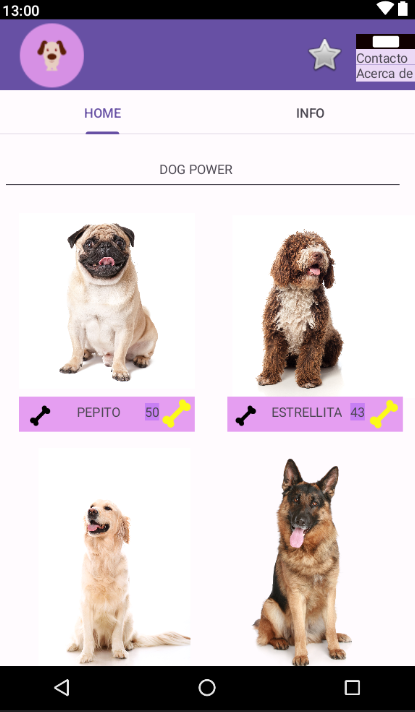 13:00
Contacto
Acerca de
HOME INFO
DOG POWER
PEPITO 50
ESTRELLITA 43